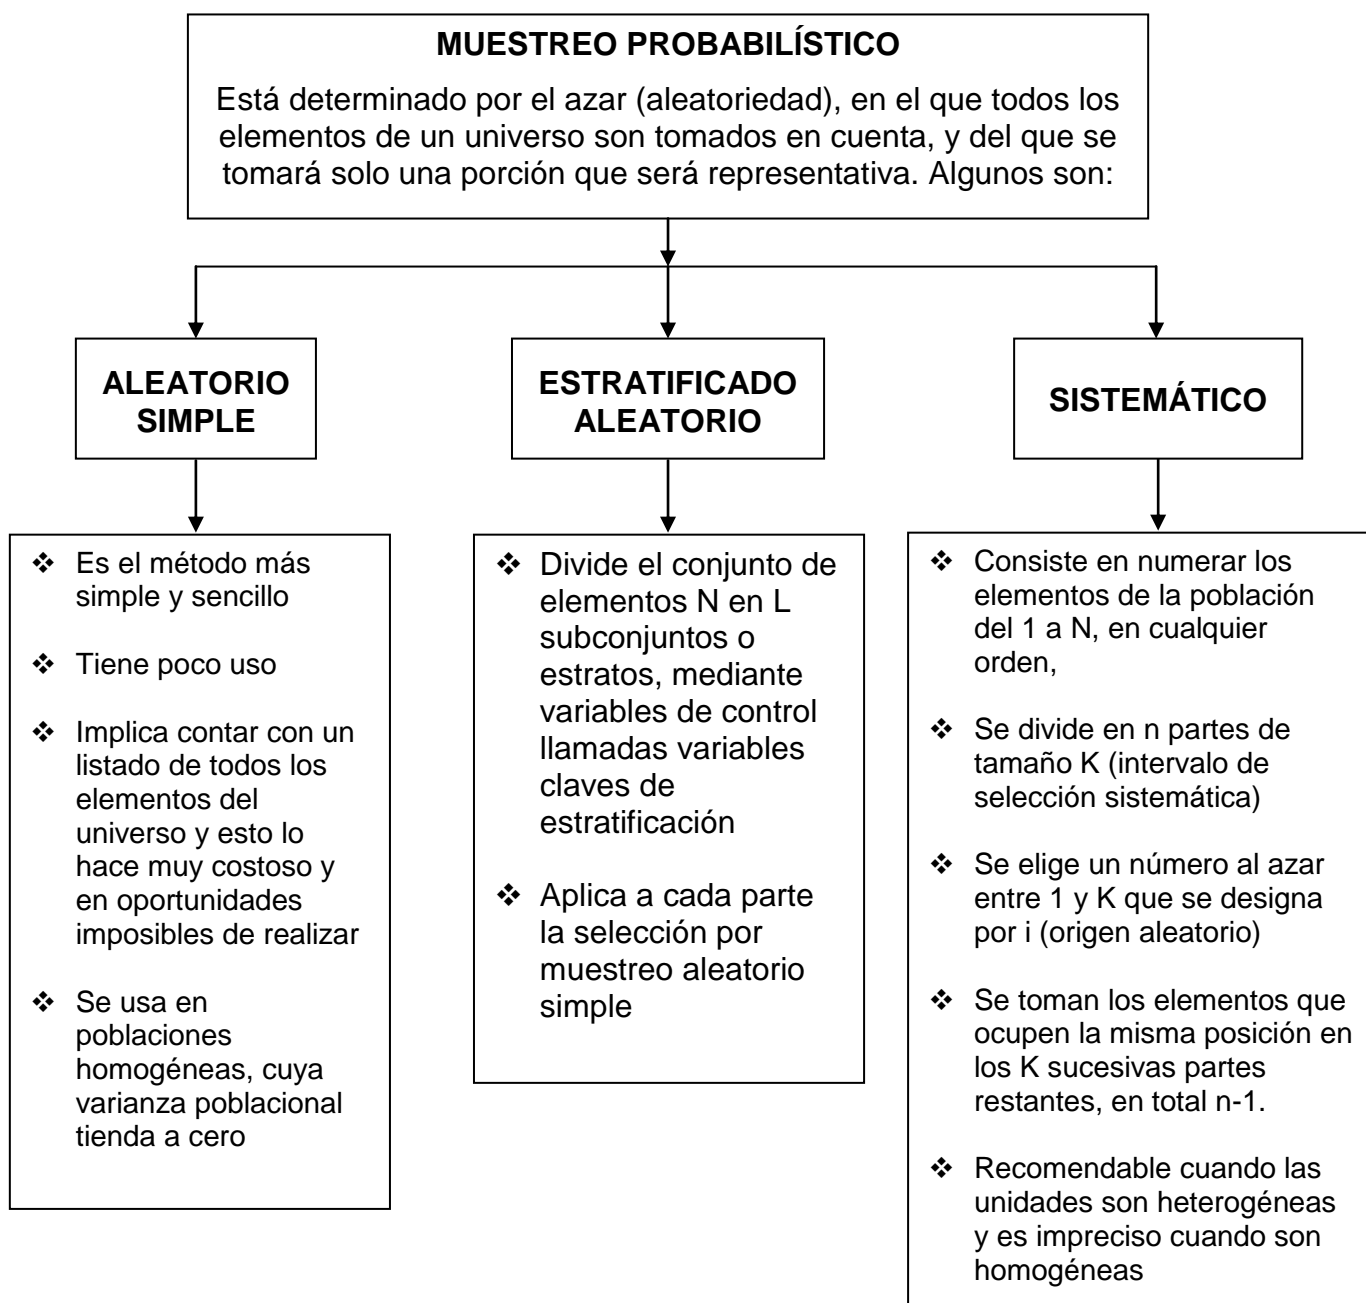 MUESTREO PROBABILÍSTICO
Está determinado por el azar (aleatoriedad), en el que todos los
elementos de un universo son tomados en cuenta, y del que se
tomará solo una porción que será representativa. Algunos son:
ALEATORIO
SIMPLE
ESTRATIFICADO
ALEATORIO
SISTEMÁTICO
❖ Es el método más
simple y sencillo
❖ Tiene poco uso
❖ Implica contar con un
listado de todos los
elementos del
universo y esto lo
hace muy costoso y
en oportunidades
imposibles de realizar
❖ Se usa en
poblaciones
homogéneas, cuya
varianza poblacional
tienda a cero
❖ Divide el conjunto de
elementos N en L
subconjuntos o
estratos, mediante
variables de control
llamadas variables
claves de
estratificación
❖ Aplica a cada parte
la selección por
muestreo aleatorio
simple
❖ Consiste en numerar los
elementos de la población
del 1 a N, en cualquier
orden,
❖ Se divide en n partes de
tamaño K (intervalo de
selección sistemática)
❖ Se elige un número al azar
entre 1 y K que se designa
por i (origen aleatorio)
❖ Se toman los elementos que
ocupen la misma posición en
los K sucesivas partes
restantes, en total n-1.
❖ Recomendable cuando las
unidades son heterogéneas
y es impreciso cuando son
homogéneas